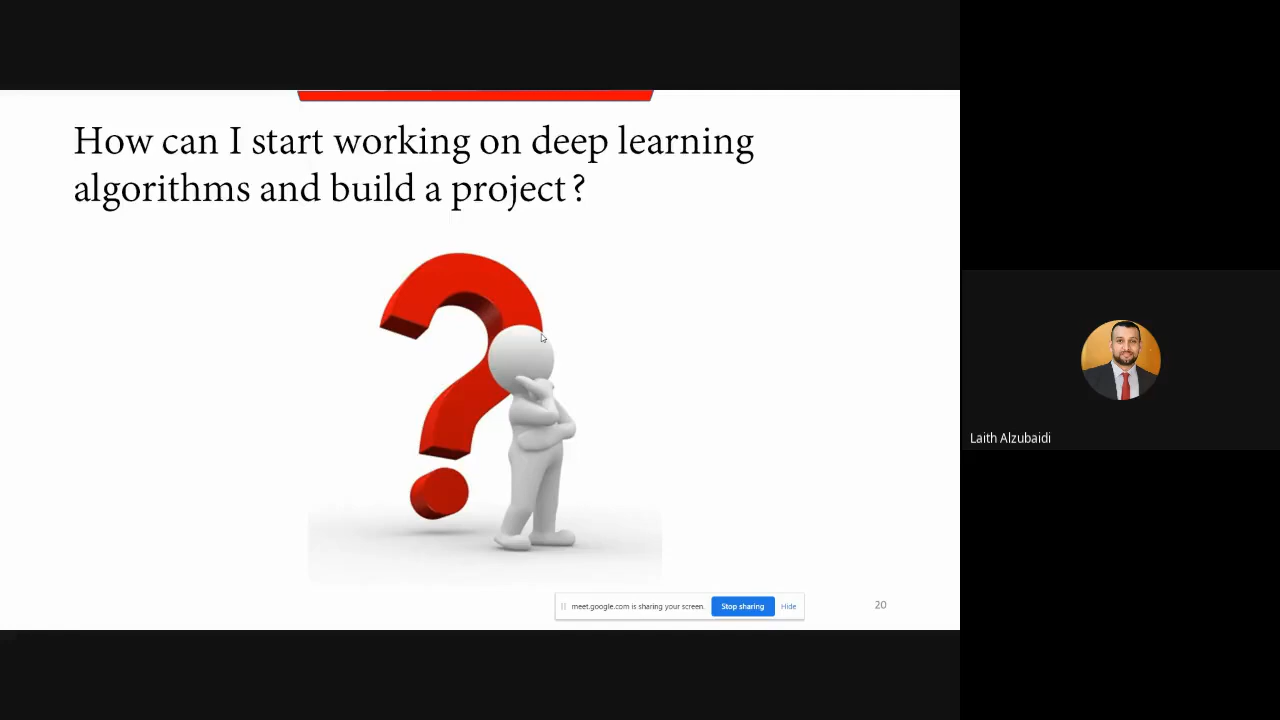 How can I start working on deep learning
algorithms and build a project ?
meet.google.com is sharing your screen.
Stop sharing
Hide
20
Laith Alzubaidi